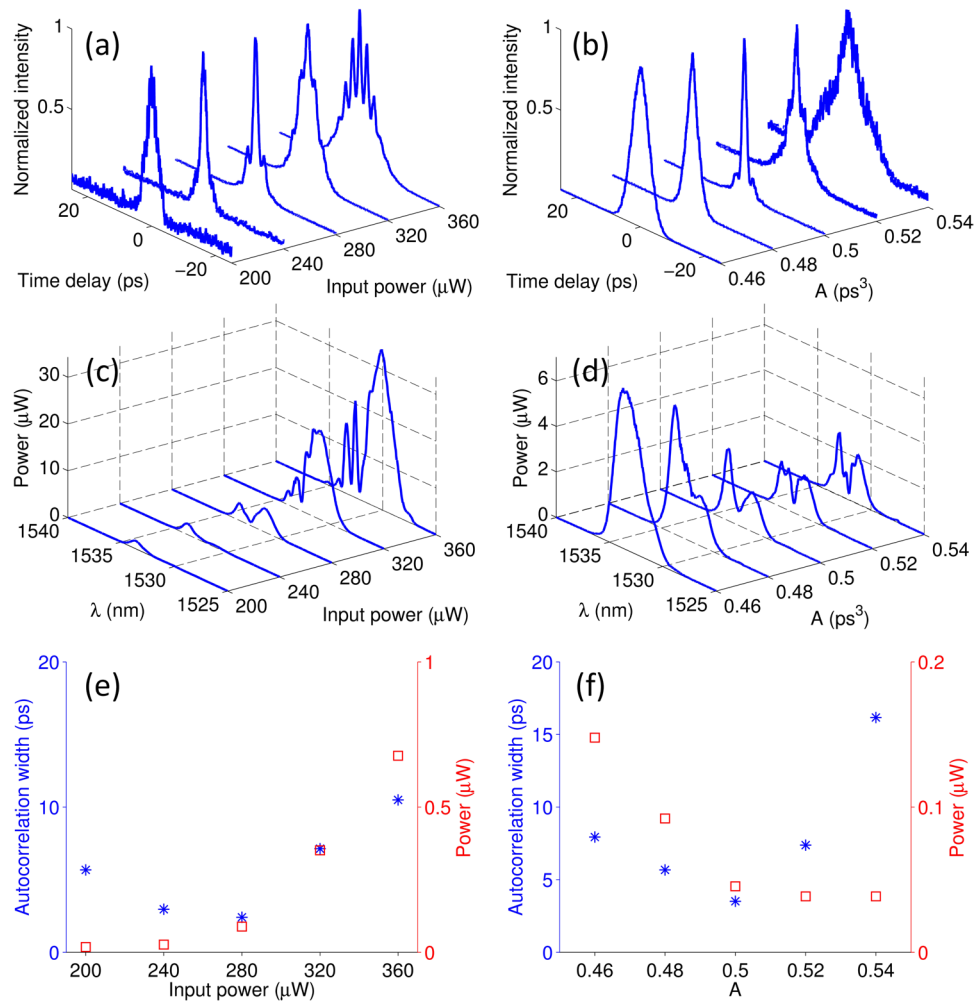 (a)
Normalized intensity
1
0.5
20
0
−20
Time delay (ps)
200
240
280
320
360
Input power (μW)
(b)
Normalized intensity
1
0.5
20
0
−20
Time delay (ps)
0.46
0.48
0.5
0.52
0.54
A (ps³)
(c)
Power (μW)
30
20
10
0
1540
1535
1530
1525
λ (nm)
200
240
280
320
360
Input power (μW)
(d)
Power (μW)
6
4
2
0
1540
1535
1530
1525
λ (nm)
0.46
0.48
0.5
0.52
0.54
A (ps³)
(e)
Autocorrelation width (ps)
20
10
0
200 240 280 320 360
Input power (μW)
1
0.5
0
Power (μW)
(f)
Autocorrelation width (ps)
20
15
10
5
0
0.46 0.48 0.5 0.52 0.54
A
0.2
0.1
0
Power (μW)